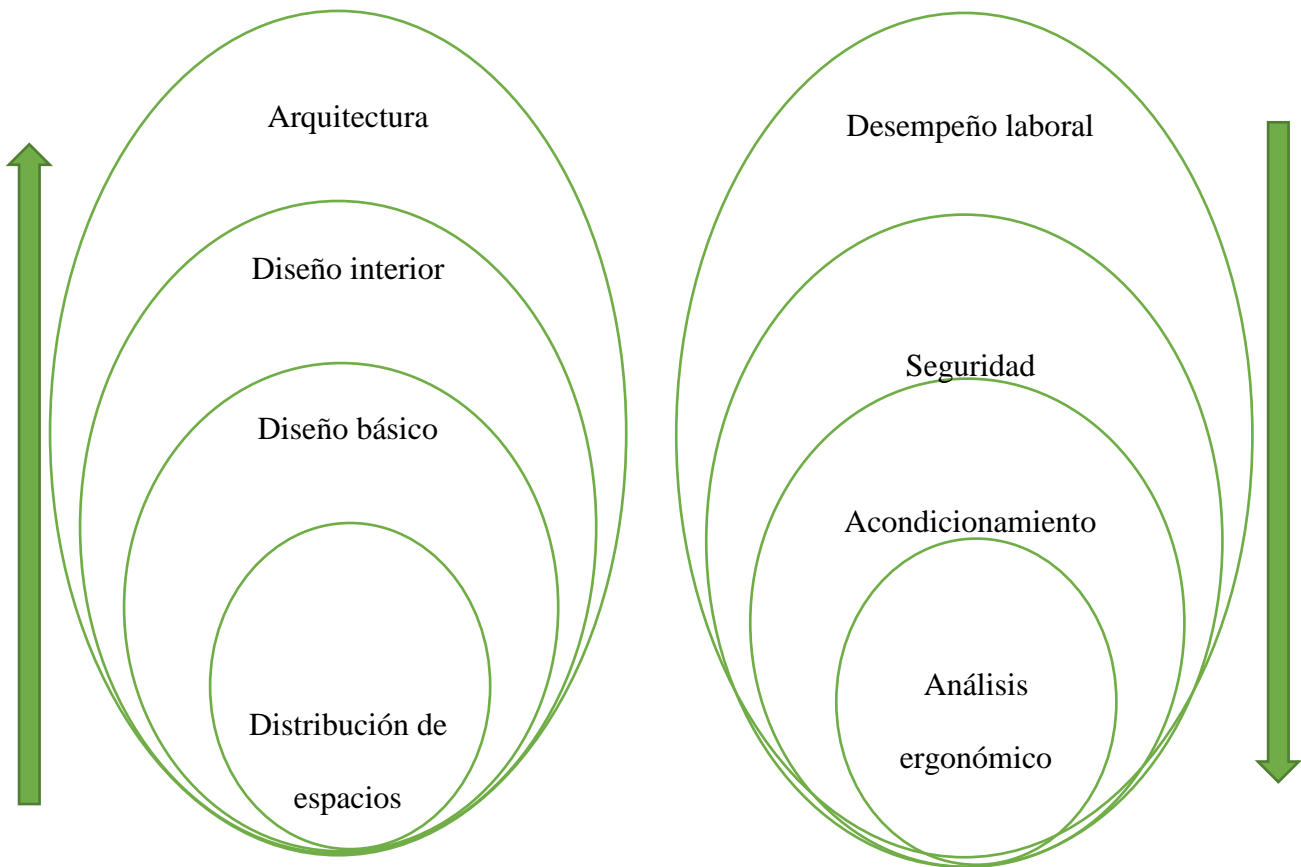 Arquitectura
Diseño interior
Diseño básico
Distribución de
espacios
Desempeño laboral
Seguridad
Acondicionamiento
Análisis
ergonómico